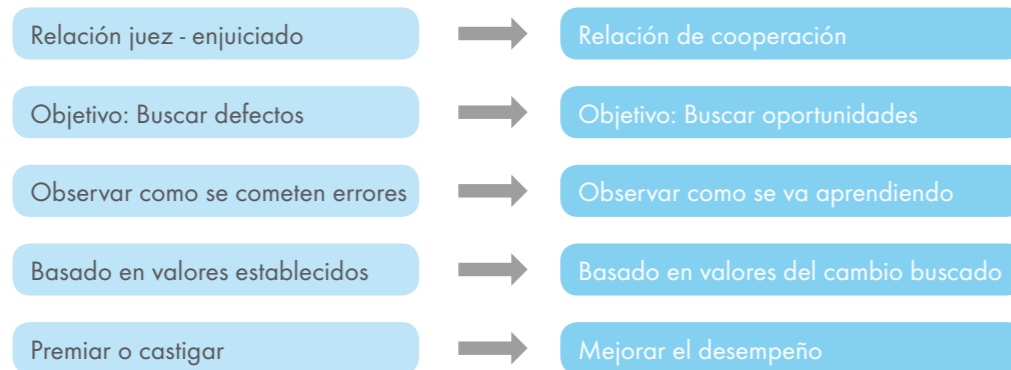 Relación juez - enjuiciado
Relación de cooperación
Objetivo: Buscar defectos
Objetivo: Buscar oportunidades
Observar como se cometen errores
Observar como se va aprendiendo
Basado en valores establecidos
Basado en valores del cambio buscado
Premiar o castigar
Mejorar el desempeño